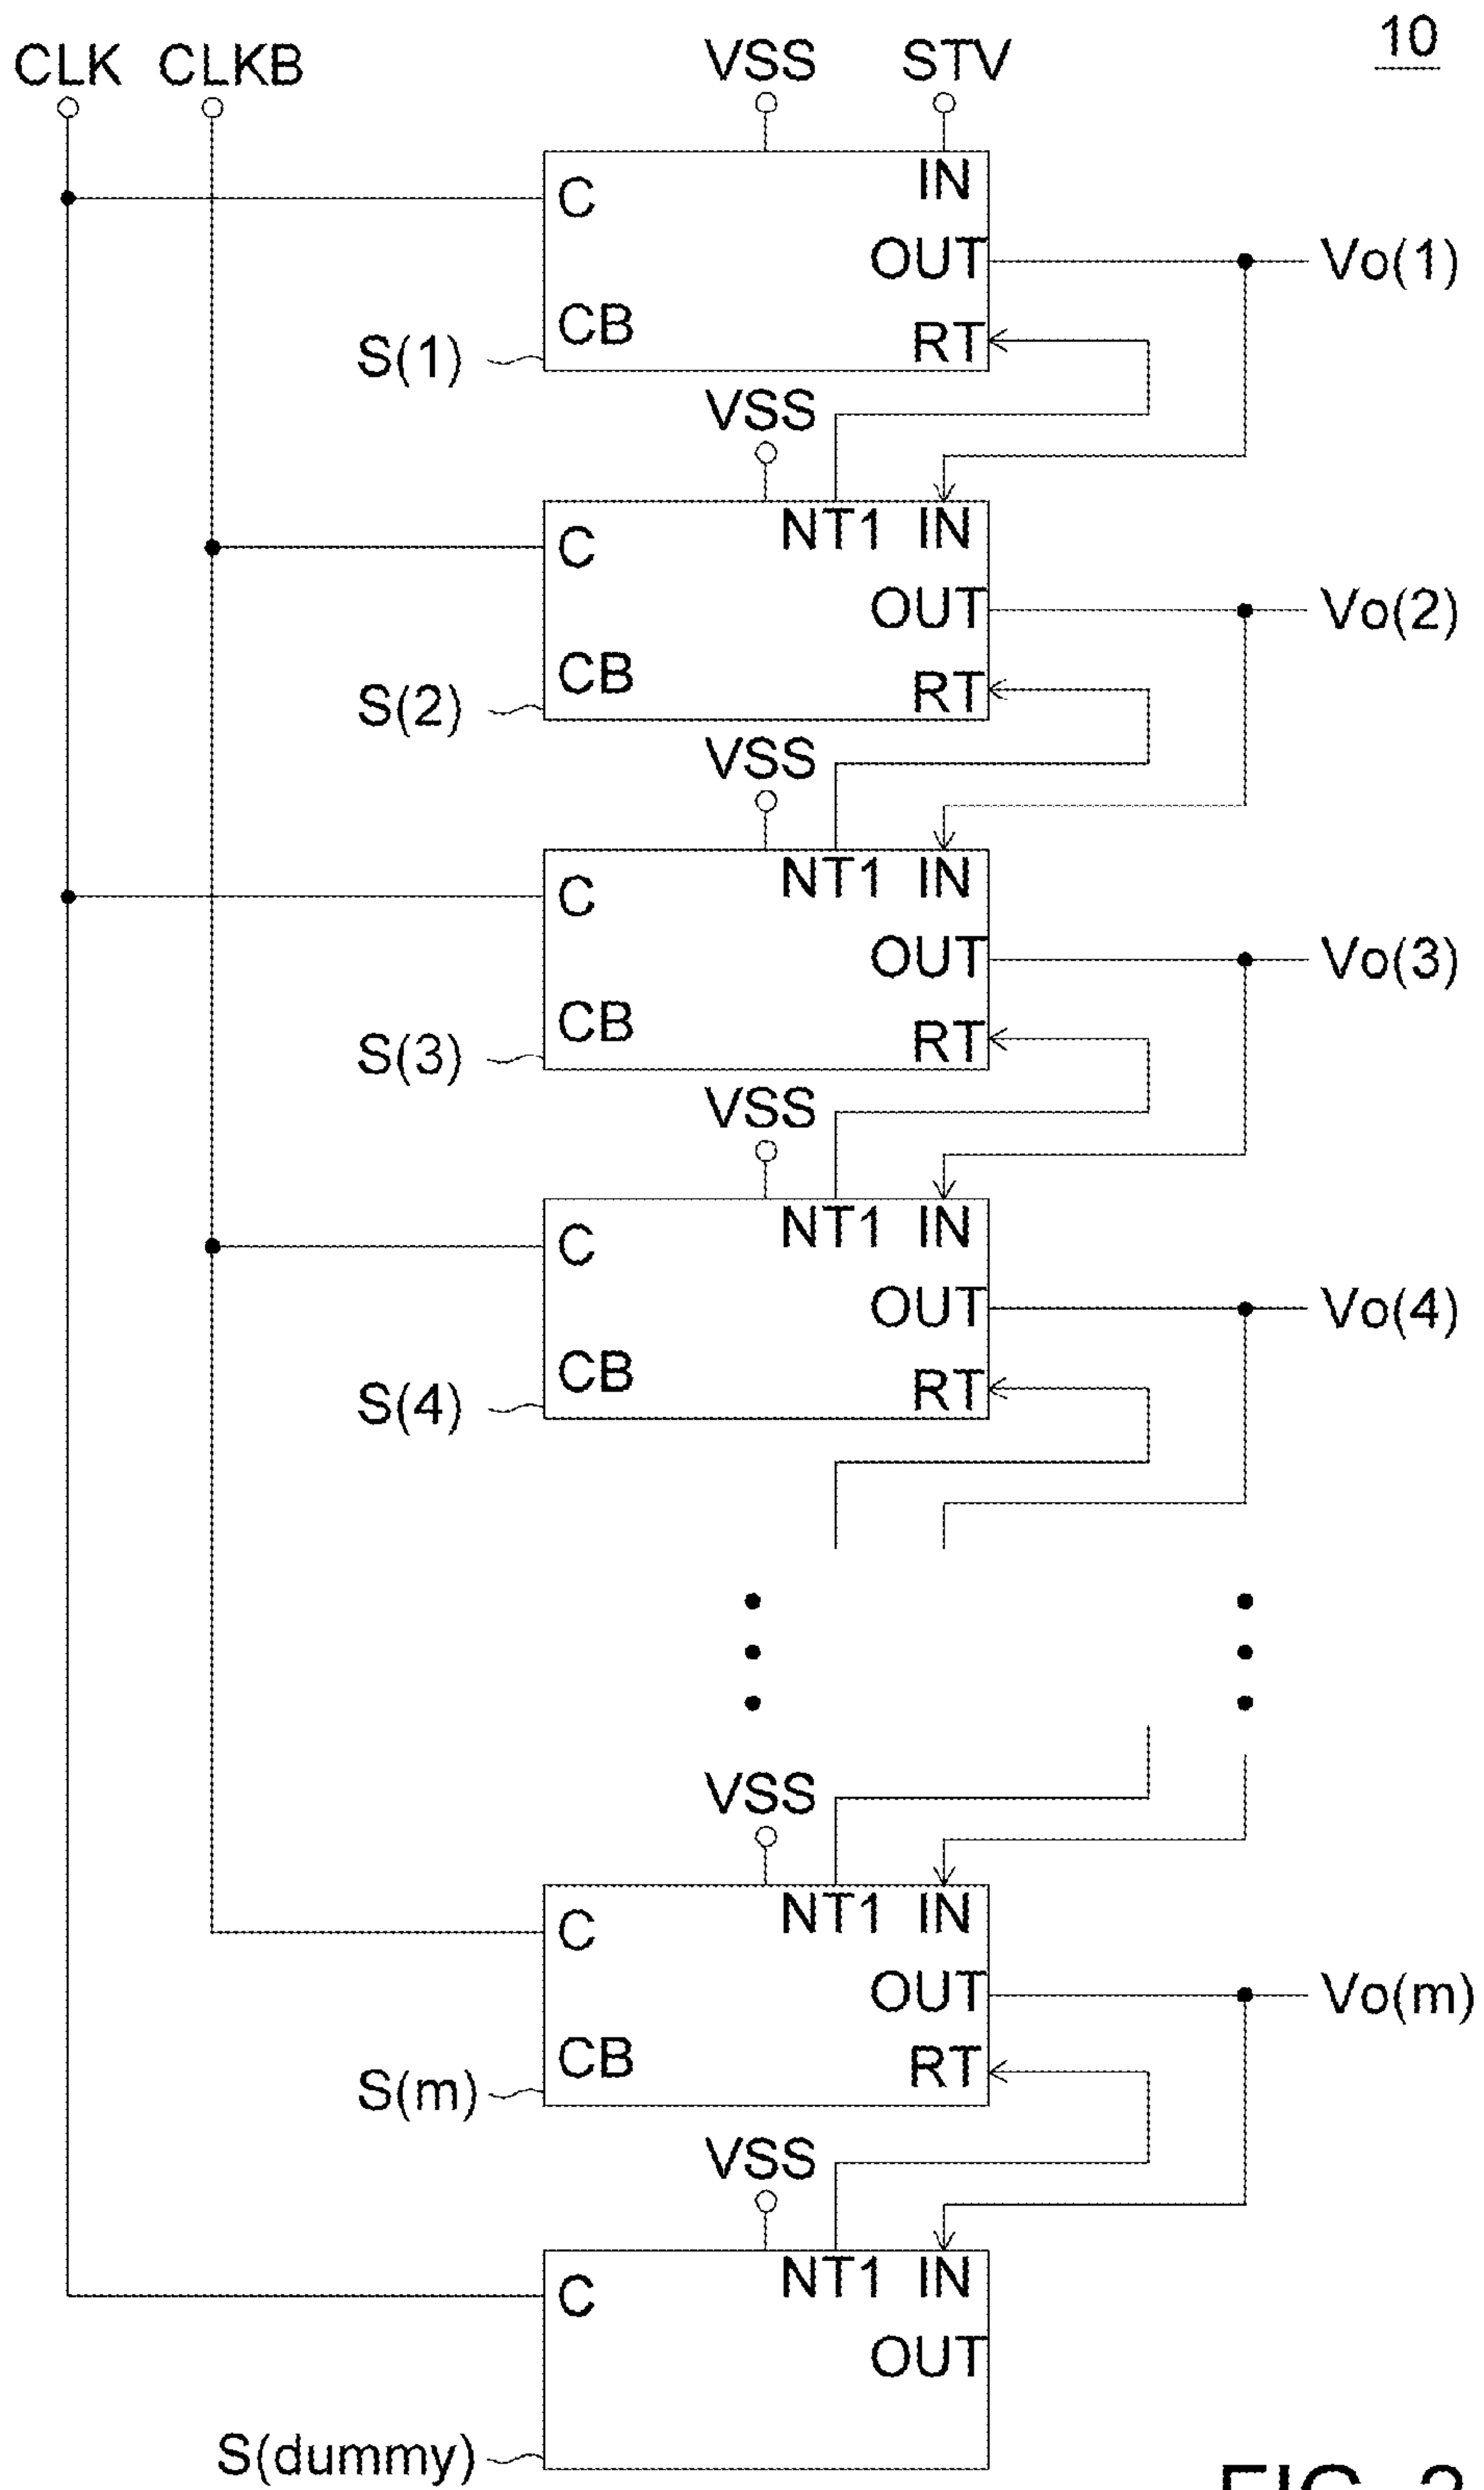 10
CLK CLKB VSS STV
C IN
OUT Vo(1)
CB RT
S(1)
VSS
NT1 IN
C
OUT Vo(2)
CB RT
S(2)
VSS
NT1 IN
C
OUT Vo(3)
CB RT
S(3)
VSS
NT1 IN
C
OUT Vo(4)
CB RT
S(4)
VSS
NT1 IN
C
OUT Vo(m)
CB RT
S(m)
VSS
NT1 IN
C
OUT
S(dummy)